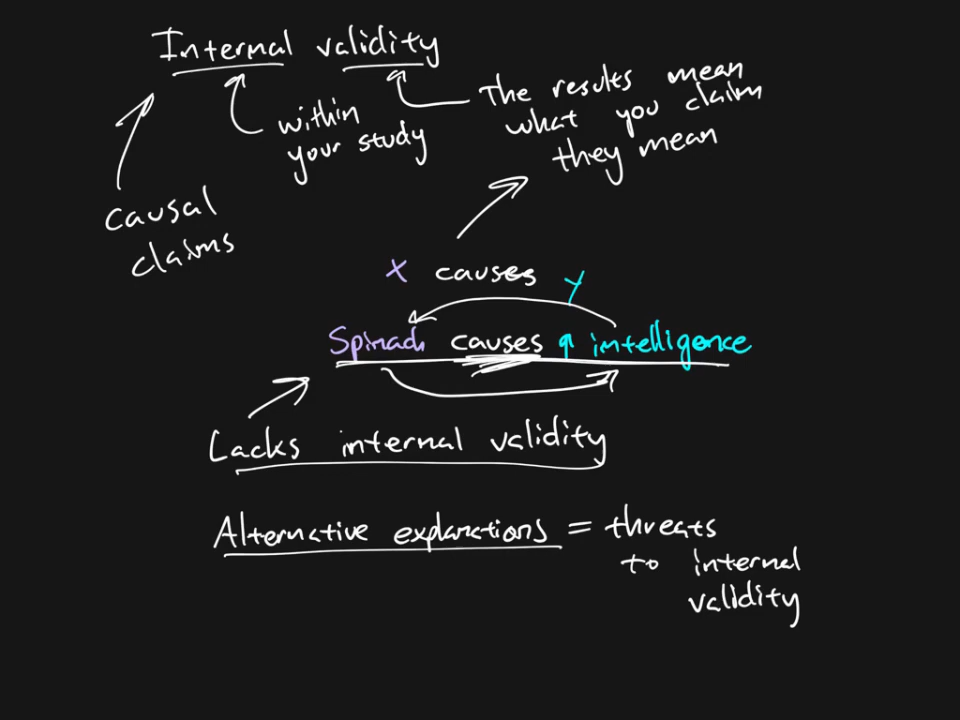 Internal validity
within
your study
The results mean
what you claim
they mean
causal
claims
X causes Y
Spinach causes ↑ intelligence
Lacks internal validity
Alternative explanations = threats
to internal
validity